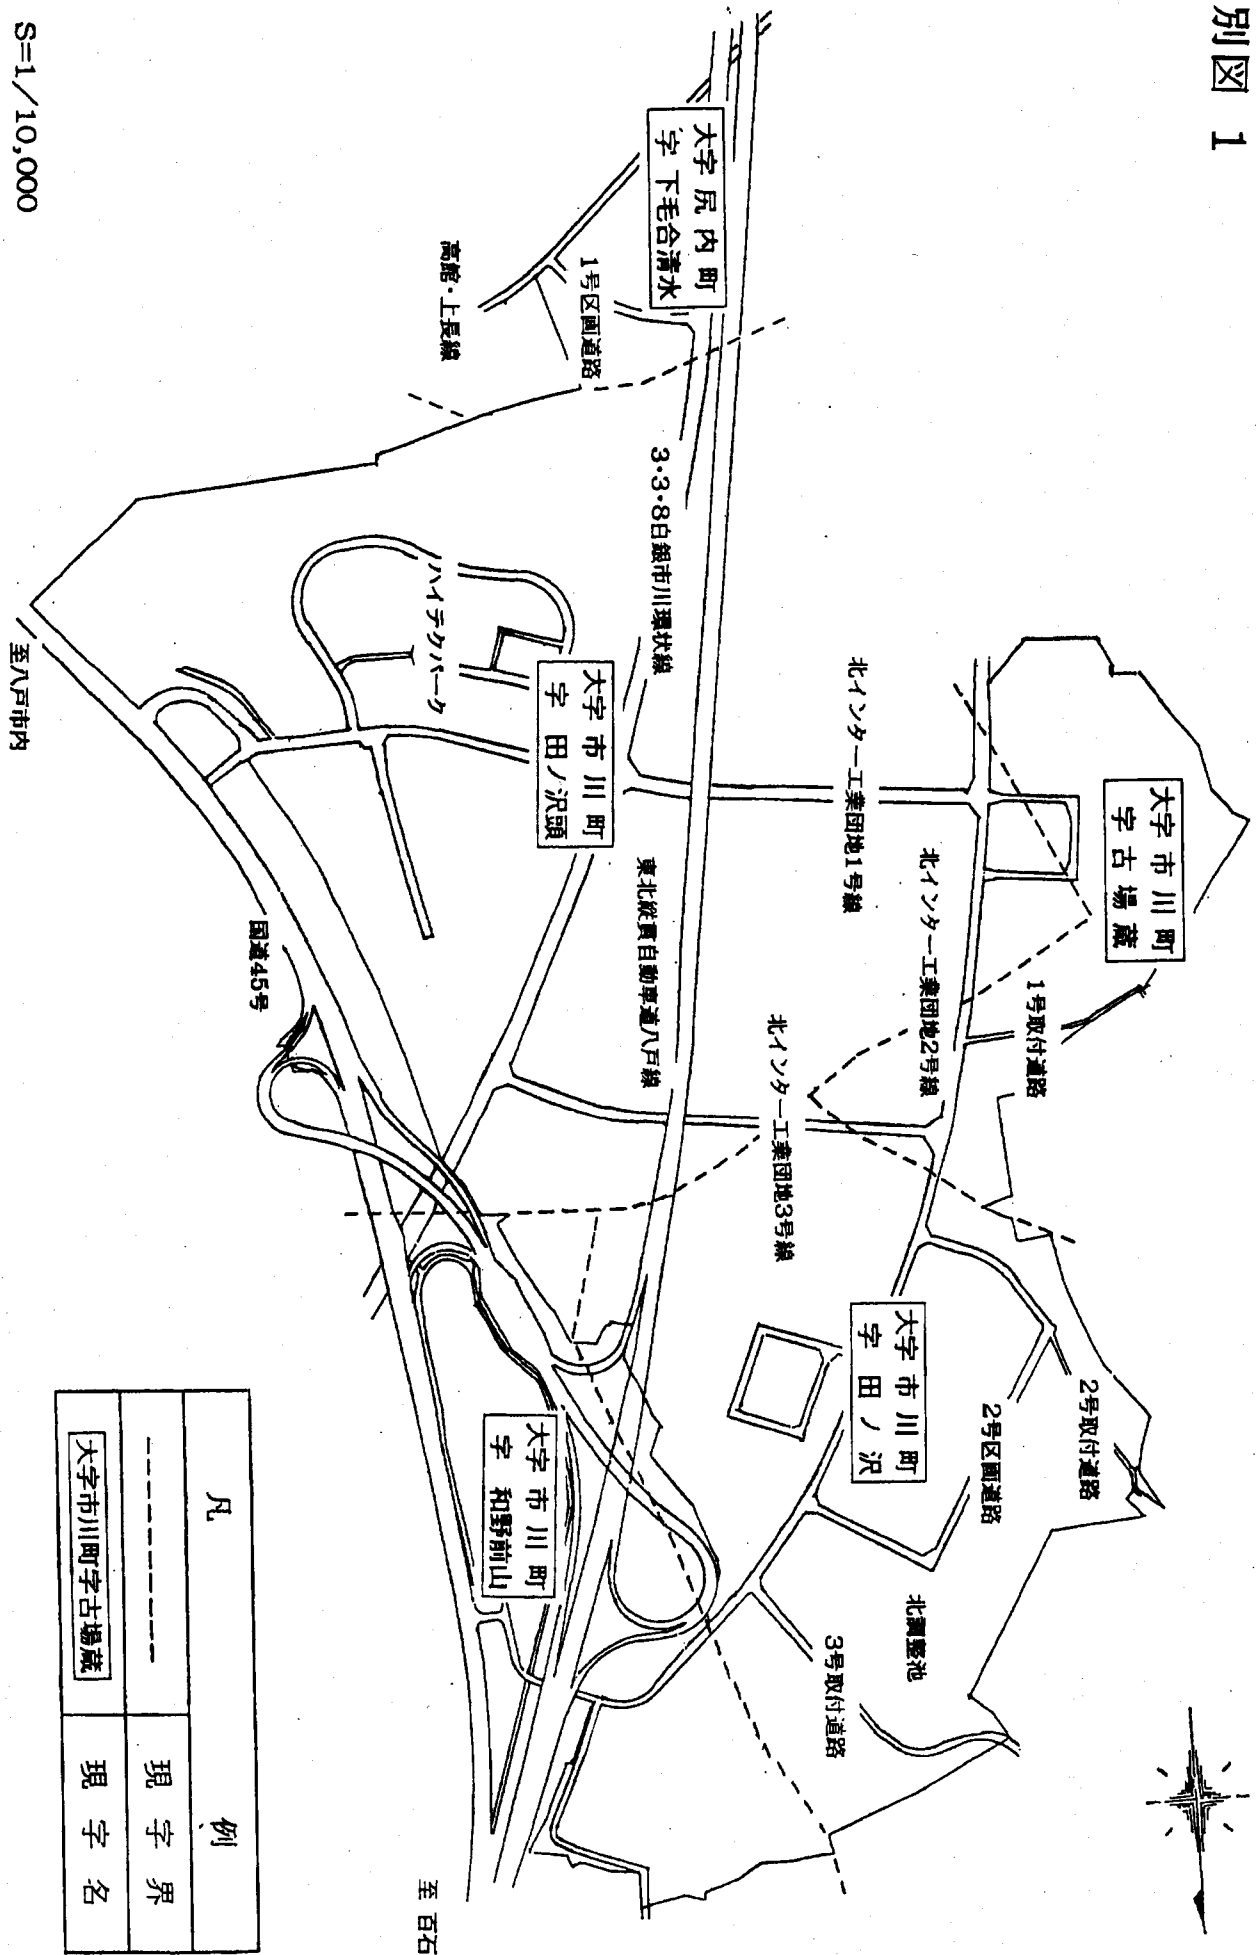 別図 1
大字市川町
字古場蔵
1号取付道路
北インター工業団地1号線
北インター工業団地2号線
北インター工業団地3号線
2号取付道路
2号区画道路
大字市川町
字 田ノ沢
北調整池
3号取付道路
大字尻内町
字 下毛合清水
1号区画道路
高館・上長線
3・3・8白銀市川環状線
東北縦貫自動車道八戸線
大字市川町
字 田ノ沢頭
ハイテクパーク
大字市川町
字 和野前山
国道45号
至八戸市内
至 百石
凡 例
現字界
大字市川町字古場蔵
現字名
S=1/10,000